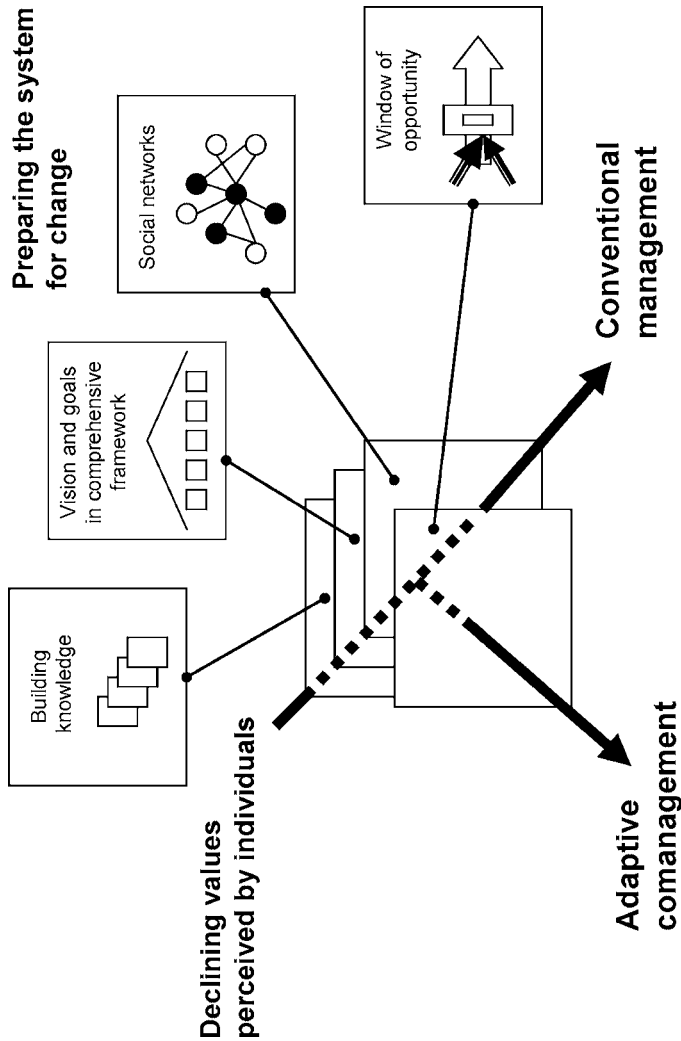 Preparing the system
for change
Building
knowledge
Vision and goals
in comprehensive
framework
Social networks
Window of
opportunity
Declining values
perceived by individuals
Adaptive
comanagement
Conventional
management